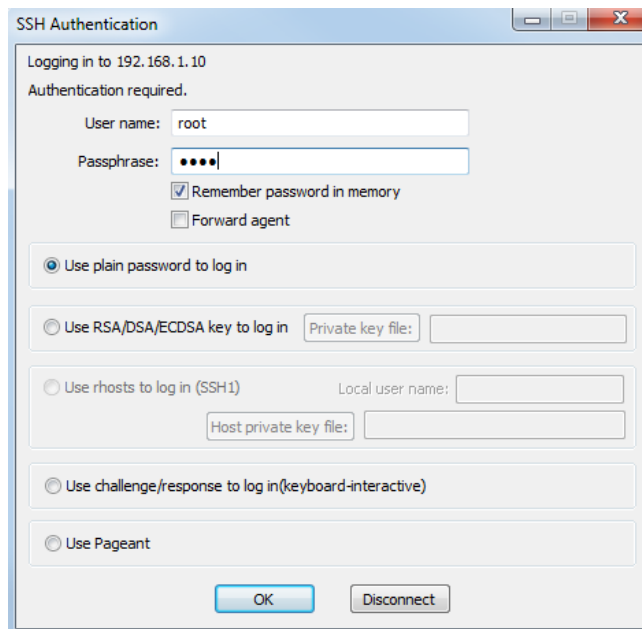 SSH Authentication
Logging in to 192.168.1.10
Authentication required.
User name: root
Passphrase: ●●●●
Remember password in memory
Forward agent
Use plain password to log in
Use RSA/DSA/ECDSA key to log in Private key file:
Use rhosts to log in (SSH1) Local user name:
Host private key file:
Use challenge/response to log in(keyboard-interactive)
Use Pageant
OK Disconnect